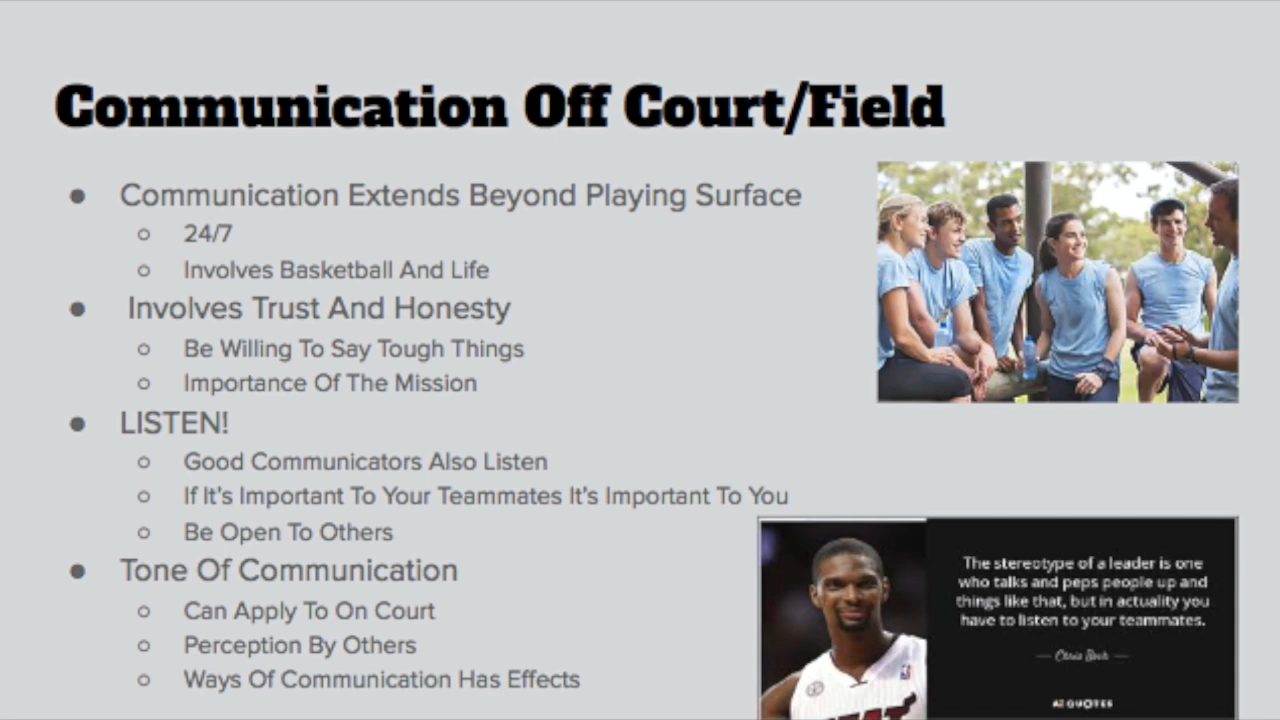 Communication Off Court/Field
● Communication Extends Beyond Playing Surface
○ 24/7
○ Involves Basketball And Life
● Involves Trust And Honesty
○ Be Willing To Say Tough Things
○ Importance Of The Mission
● LISTEN!
○ Good Communicators Also Listen
○ If It's Important To Your Teammates It's Important To You
○ Be Open To Others
● Tone Of Communication
○ Can Apply To On Court
○ Perception By Others
○ Ways Of Communication Has Effects
The stereotype of a leader is one
who talks and peps people up and
things like that, but in actuality you
have to listen to your teammates.
— Chris Bosh —
AZ QUOTES
HEAT